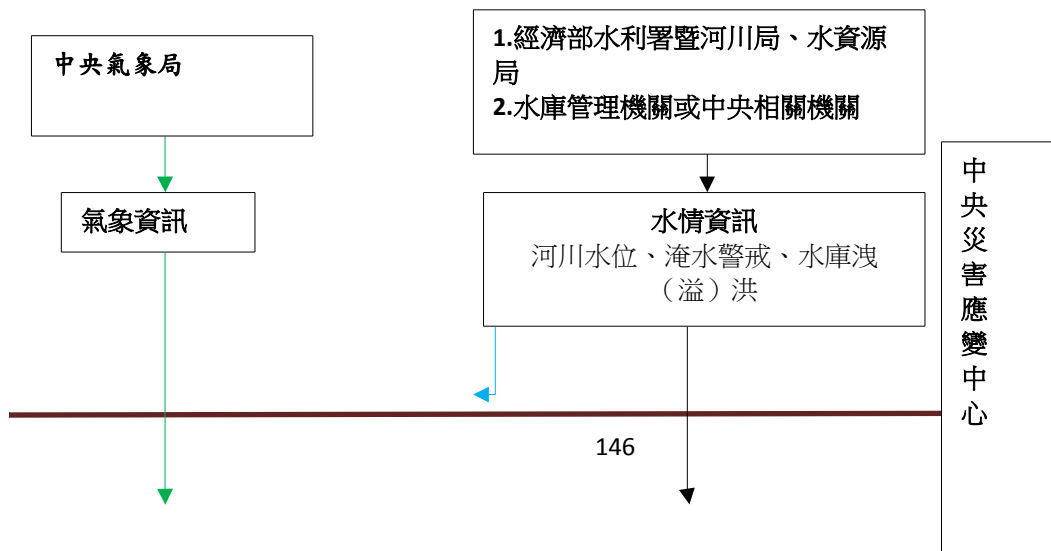 中央氣象局
1.經濟部水利署暨河川局、水資源
局
2.水庫管理機關或中央相關機關
氣象資訊
水情資訊
河川水位、淹水警戒、水庫洩
（溢）洪
中
央
災
害
應
變
中
心
146